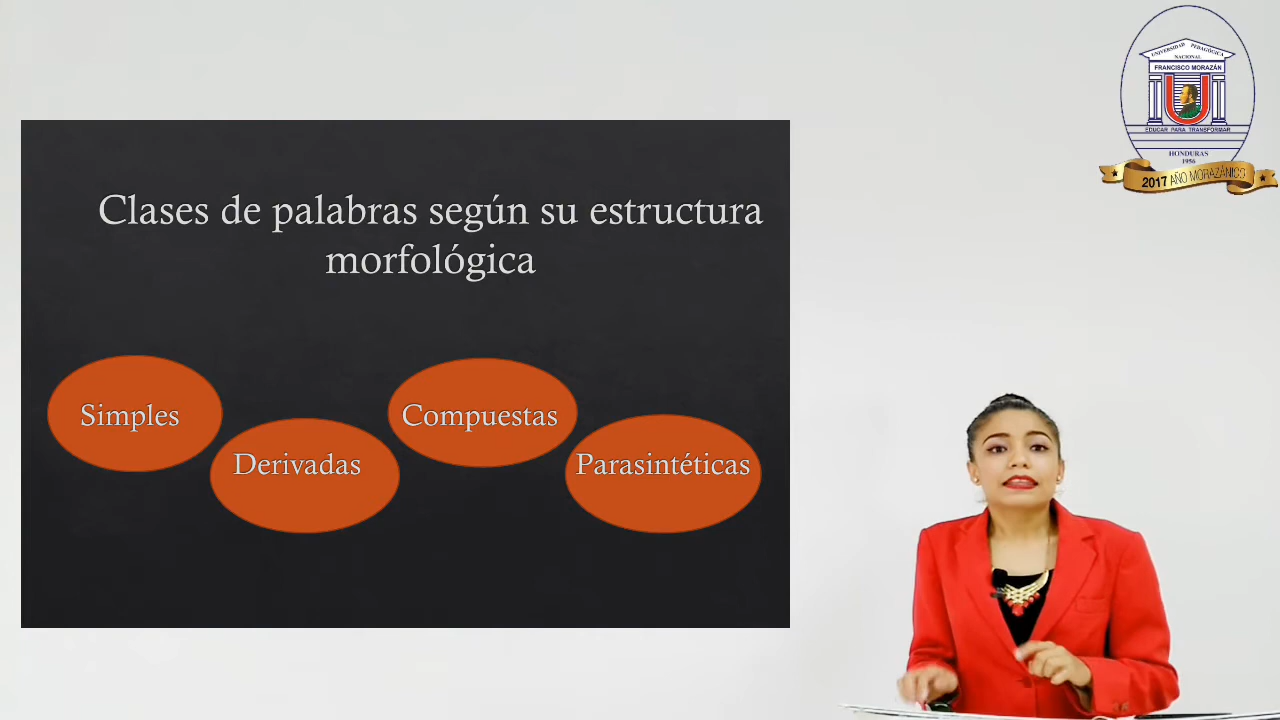 Clases de palabras según su estructura
morfológica
Simples
Derivadas
Compuestas
Parasintéticas
UNIVERSIDAD PEDAGÓGICA
NACIONAL
FRANCISCO MORAZÁN
EDUCAR PARA TRANSFORMAR
HONDURAS
1956
2017 AÑO MORAZÁNICO